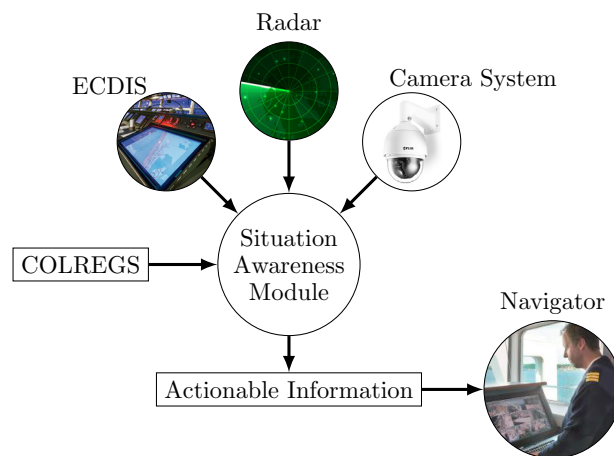 Radar
ECDIS
Camera System
Situation
Awareness
Module
COLREGS
Navigator
Actionable Information